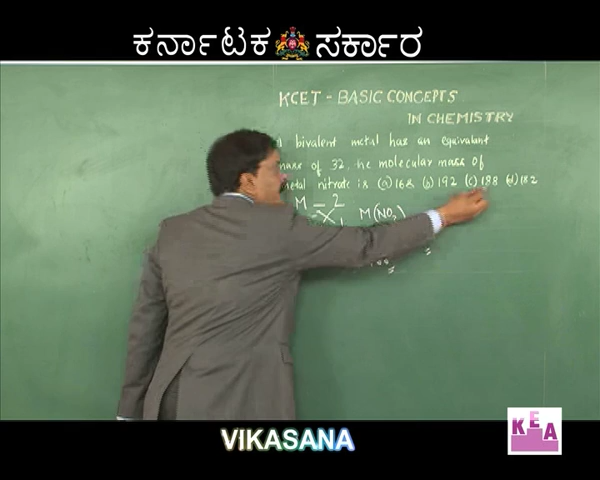 ಕರ್ನಾಟಕ ಸರ್ಕಾರ
KCET - BASIC CONCEPTS
IN CHEMISTRY
bivalent metal has an equivalent
mass of 32, he molecular mass of
metal nitrate is (a) 168 (b) 192 (c) 188 (d) 182
M - 2
M(NO
VIKASANA
KEA